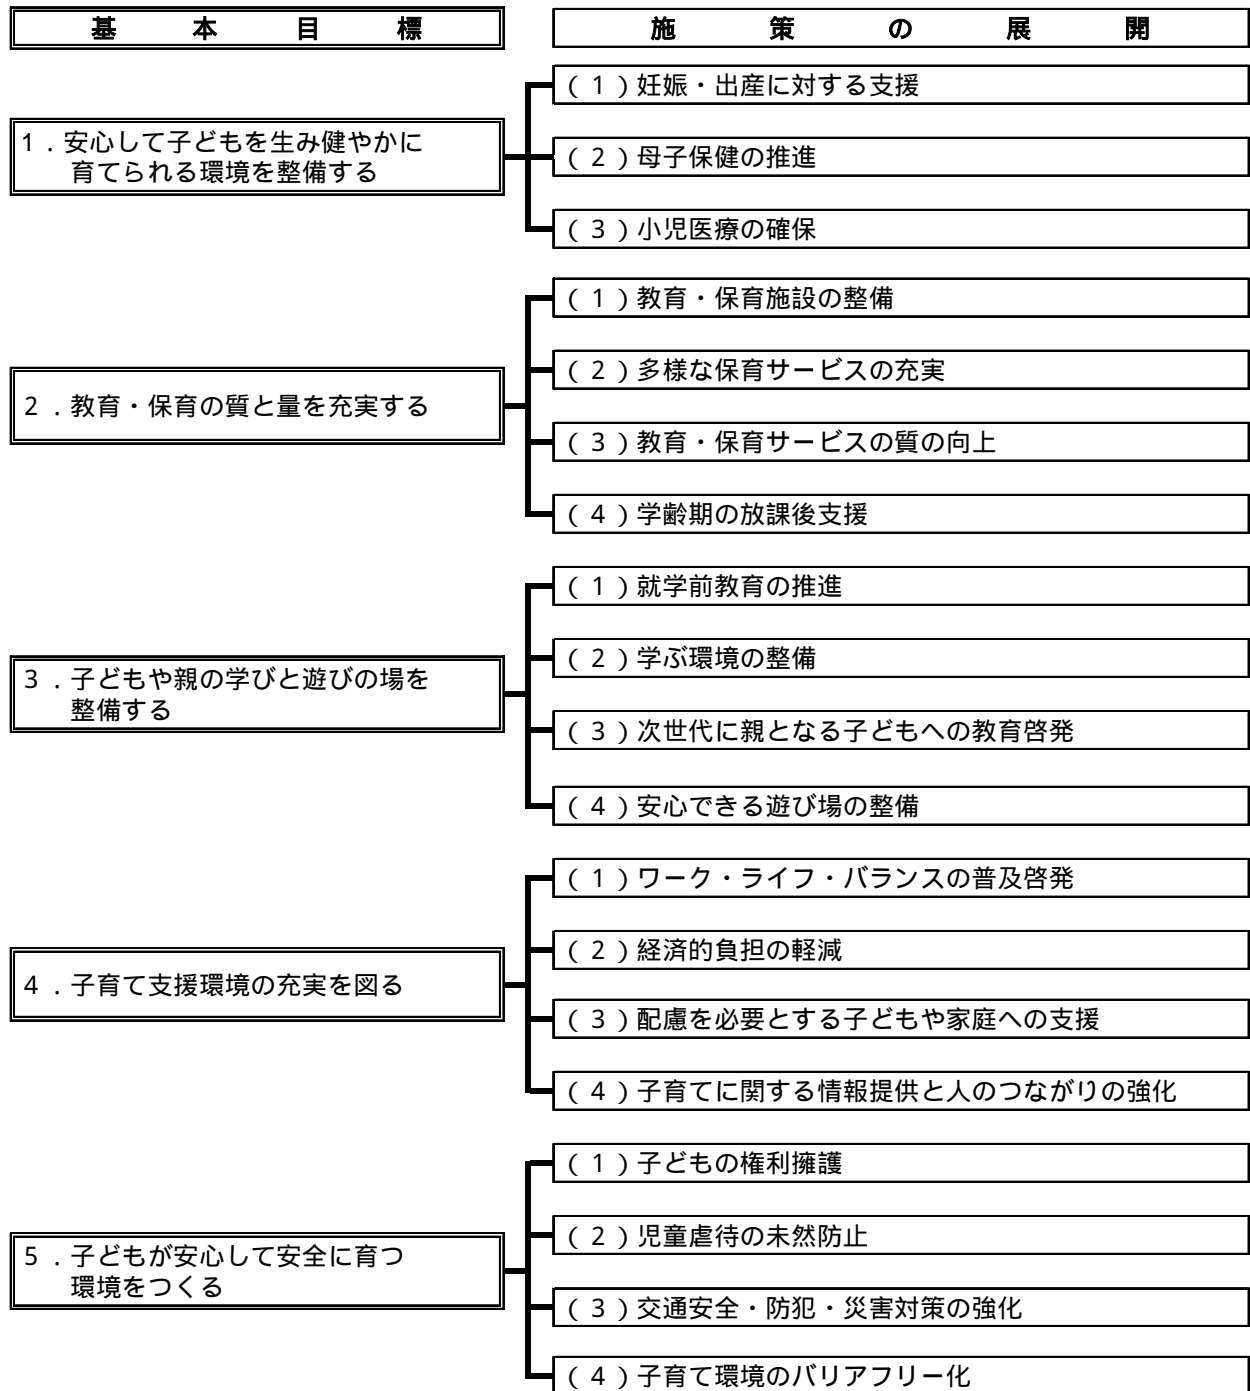 基本目標
施策の展開
1．安心して子どもを生み健やかに
育てられる環境を整備する
（1）妊娠・出産に対する支援
（2）母子保健の推進
（3）小児医療の確保
2．教育・保育の質と量を充実する
（1）教育・保育施設の整備
（2）多様な保育サービスの充実
（3）教育・保育サービスの質の向上
（4）学齢期の放課後支援
3．子どもや親の学びと遊びの場を
整備する
（1）就学前教育の推進
（2）学ぶ環境の整備
（3）次世代に親となる子どもへの教育啓発
（4）安心できる遊び場の整備
4．子育て支援環境の充実を図る
（1）ワーク・ライフ・バランスの普及啓発
（2）経済的負担の軽減
（3）配慮を必要とする子どもや家庭への支援
（4）子育てに関する情報提供と人のつながりの強化
5．子どもが安心して安全に育つ
環境をつくる
（1）子どもの権利擁護
（2）児童虐待の未然防止
（3）交通安全・防犯・災害対策の強化
（4）子育て環境のバリアフリー化